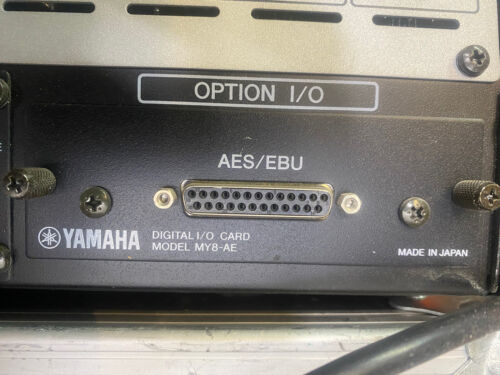 OPTION I/O
AES/EBU
YAMAHA
DIGITAL I/O CARD
MODEL MY8-AE
MADE IN JAPAN